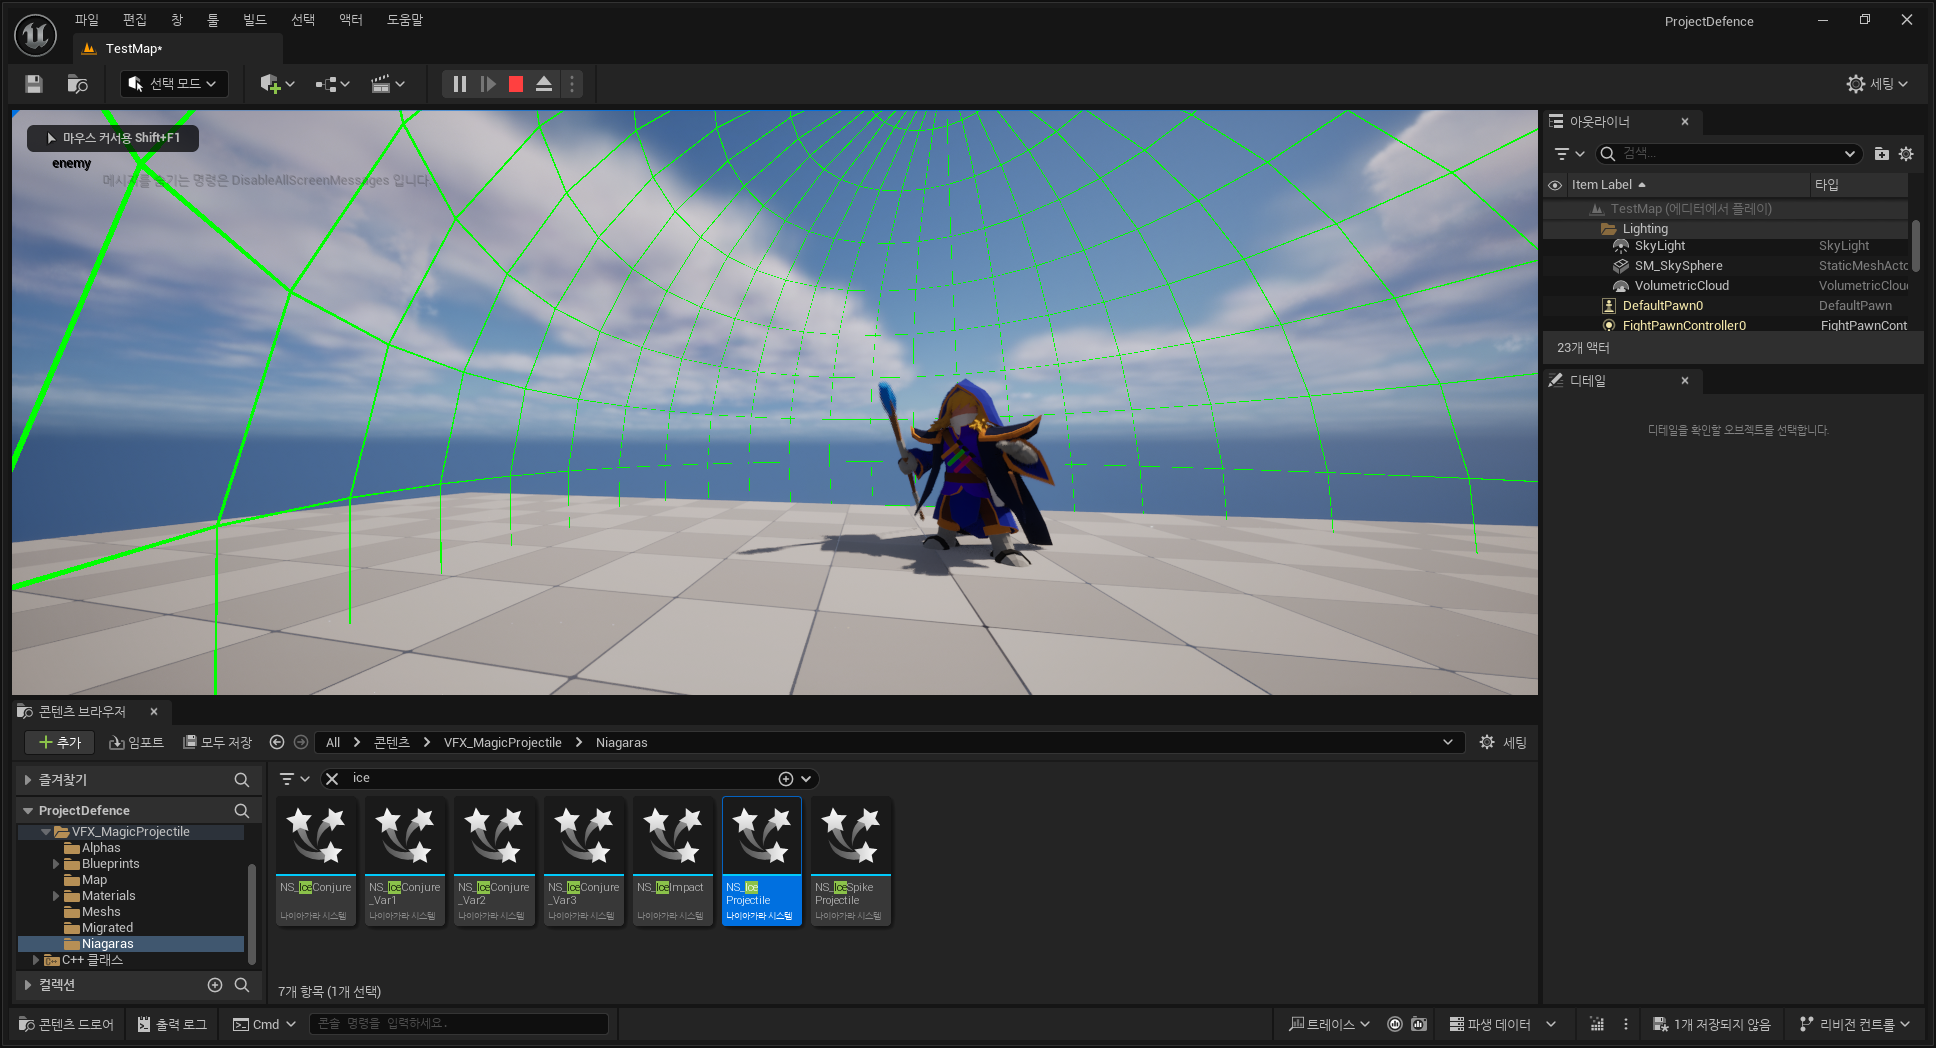 파일 편집 창 툴 빌드 선택 액터 도움말
ProjectDefence
TestMap*
선택 모드
세팅
마우스 커서용 Shift+F1
enemy
메시지를 숨기는 명령은 DisableAllScreenMessages 입니다.
아웃라이너
검색...
Item Label
타입
TestMap (에디터에서 플레이)
Lighting
SkyLight SkyLight
SM_SkySphere StaticMeshActo
VolumetricCloud VolumetricClou
DefaultPawn0 DefaultPawn
FightPawnController0 FightPawnCont
23개 액터
디테일
디테일을 확인할 오브젝트를 선택합니다.
콘텐츠 브라우저
추가 임포트 모두 저장
All 콘텐츠 VFX_MagicProjectile Niagaras
세팅
즐겨찾기
ProjectDefence
VFX_MagicProjectile
Alphas
Blueprints
Map
Materials
Meshes
Migrated
Niagaras
C++ 클래스
컬렉션
ice
NS_IceConjure
나이아가라 시스템
NS_IceConjure
_Var1
나이아가라 시스템
NS_IceConjure
_Var2
나이아가라 시스템
NS_IceConjure
_Var3
나이아가라 시스템
NS_IceImpact
나이아가라 시스템
NS_Ice
Projectile
나이아가라 시스템
NS_IceSpike
Projectile
나이아가라 시스템
7개 항목 (1개 선택)
콘텐츠 드로어 출력 로그 Cmd 콘솔 명령을 입력하세요.
트레이스 파생 데이터 1개 저장되지 않음 리비전 컨트롤